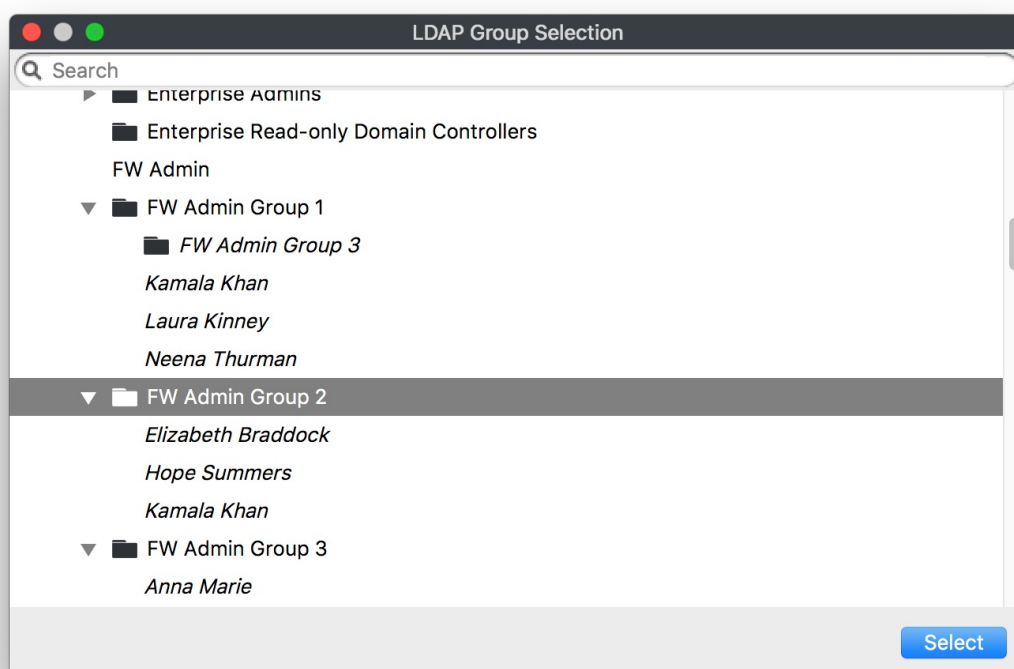 LDAP Group Selection
Search
Enterprise Admins
Enterprise Read-only Domain Controllers
FW Admin
FW Admin Group 1
FW Admin Group 3
Kamala Khan
Laura Kinney
Neena Thurman
FW Admin Group 2
Elizabeth Braddock
Hope Summers
Kamala Khan
FW Admin Group 3
Anna Marie
Select